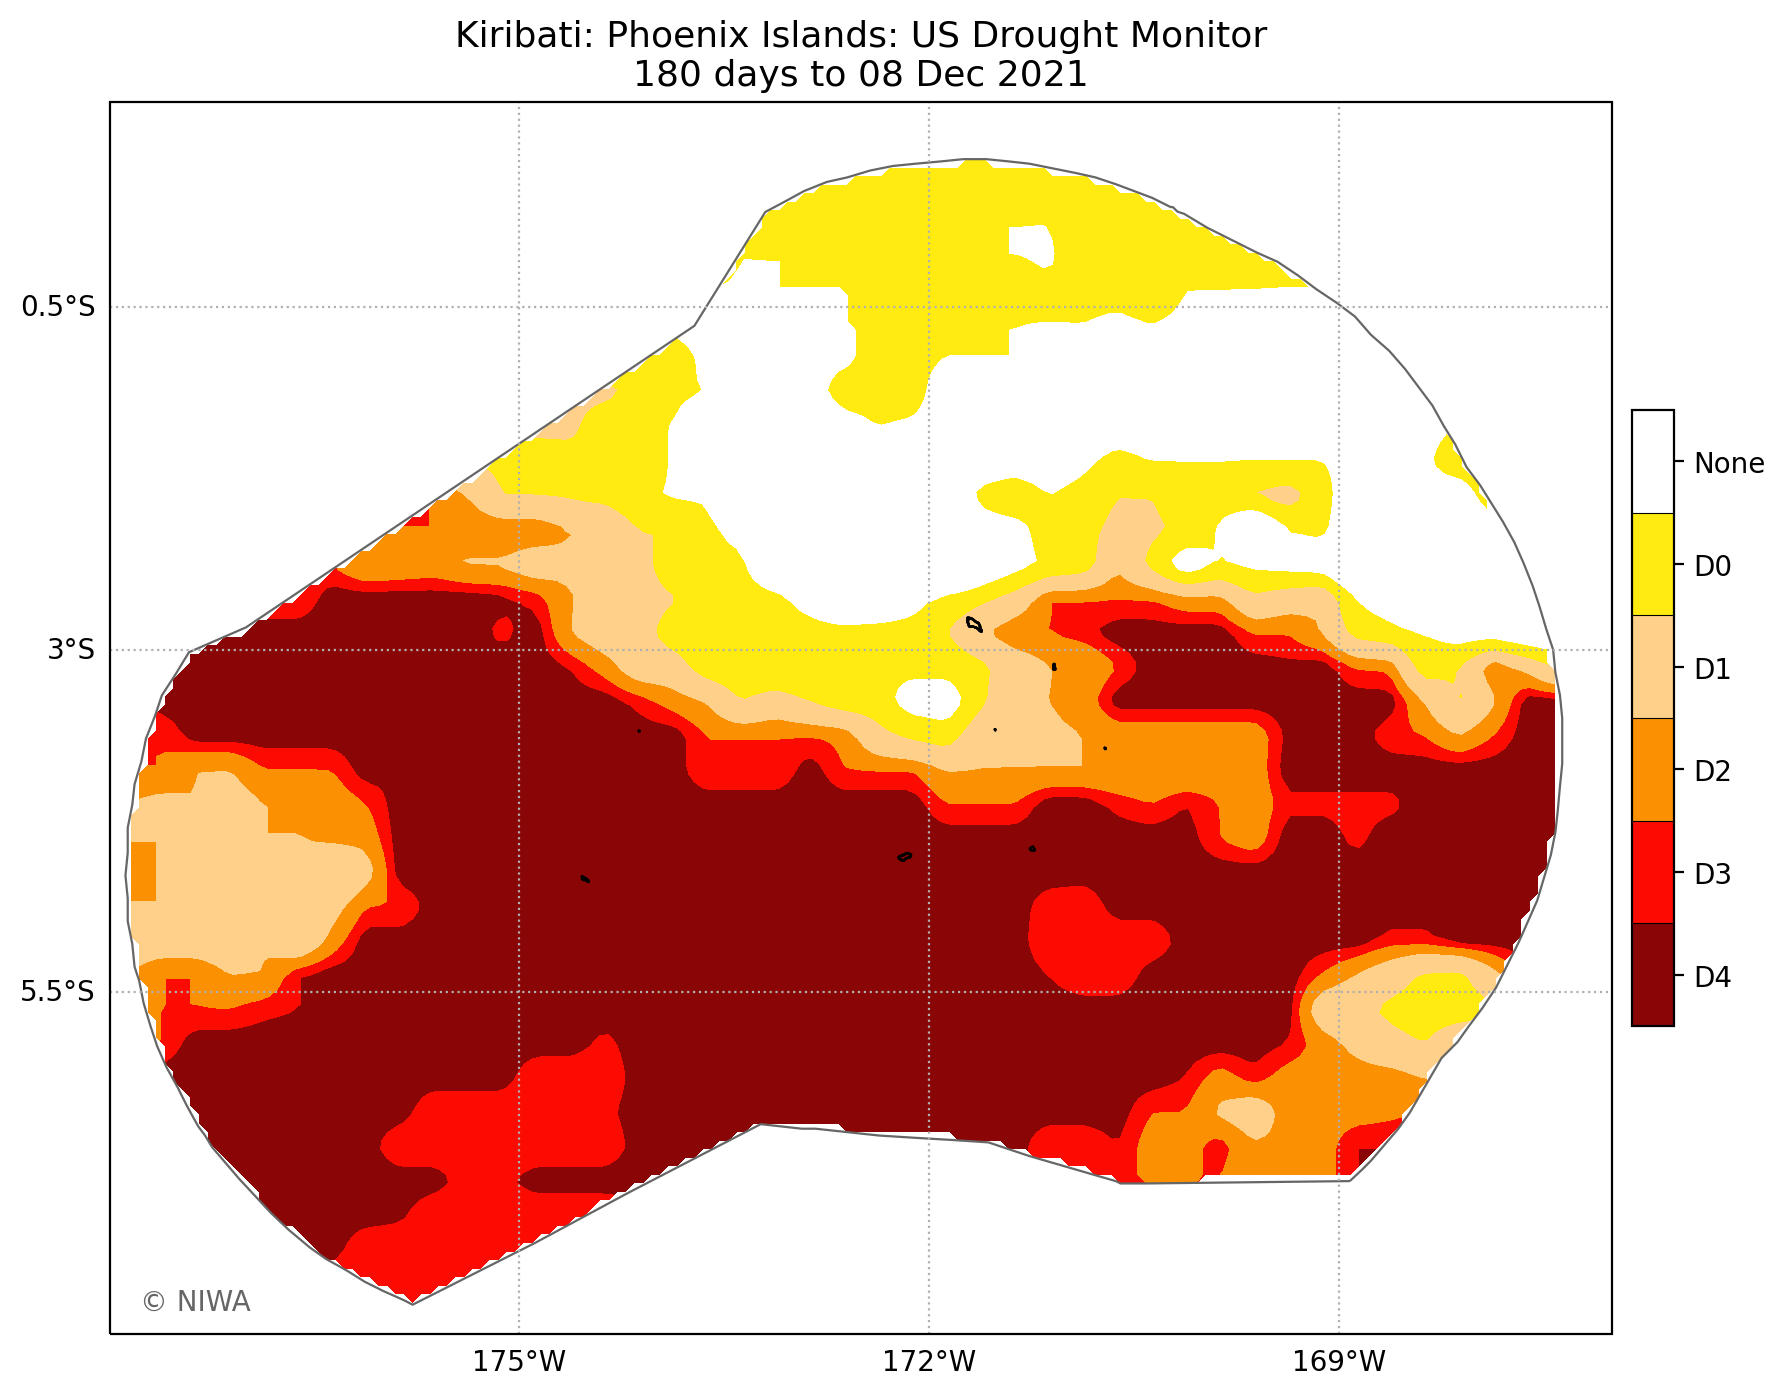 Kiribati: Phoenix Islands: US Drought Monitor
180 days to 08 Dec 2021
0.5°S
3°S
5.5°S
175°W
172°W
169°W
None
D0
D1
D2
D3
D4
© NIWA